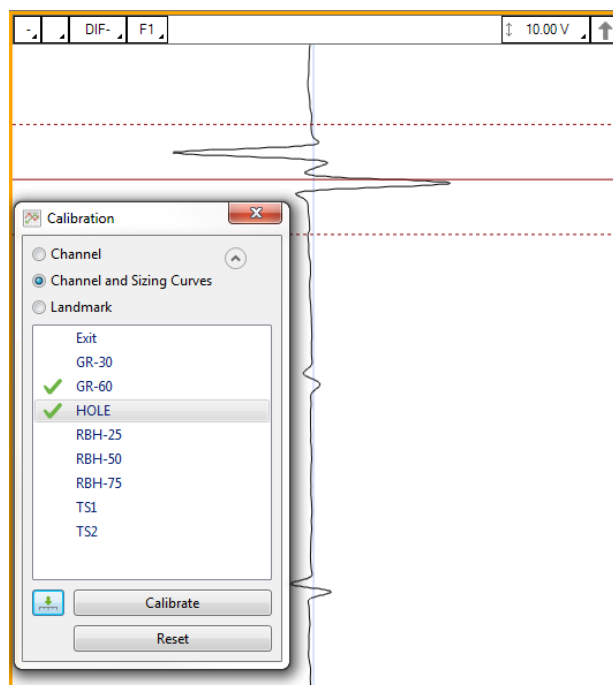 - DIF- F1 10.00 V
Calibration
Channel
Channel and Sizing Curves
Landmark
Exit
GR-30
GR-60
HOLE
RBH-25
RBH-50
RBH-75
TS1
TS2
Calibrate
Reset